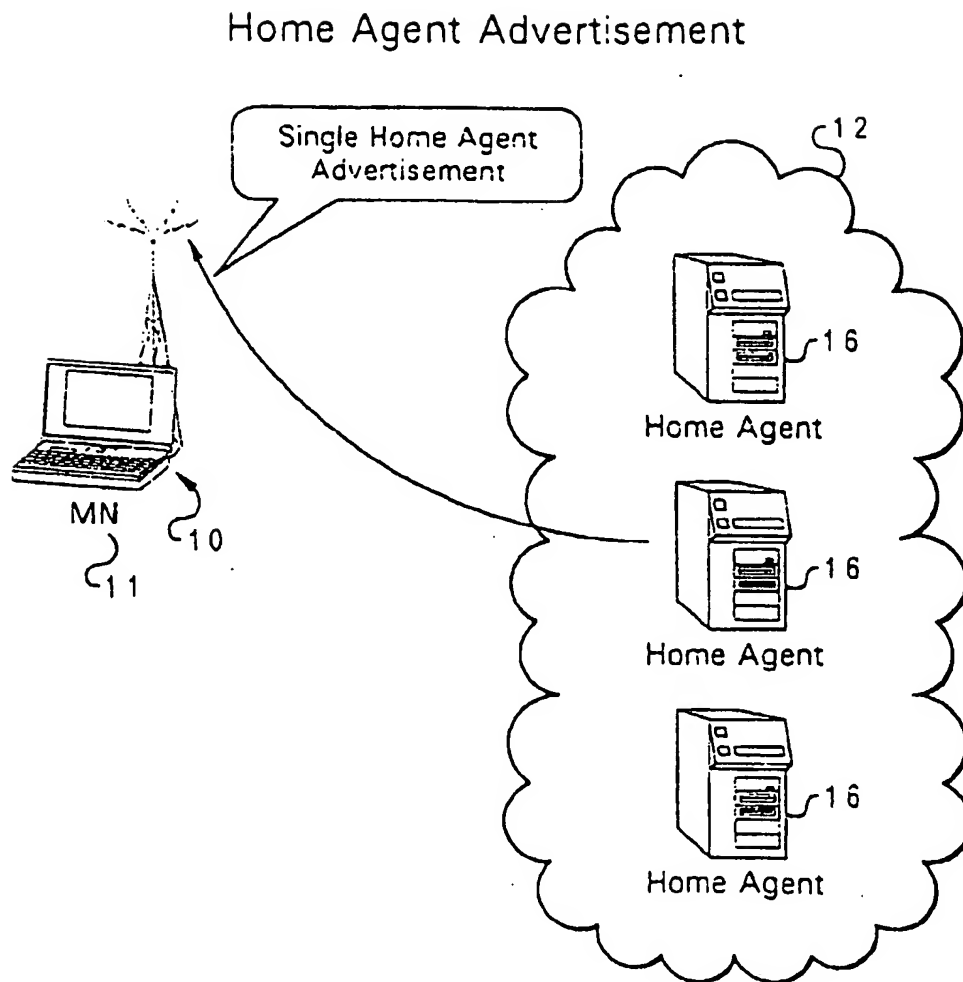 Home Agent Advertisement
Single Home Agent
Advertisement
12
16
Home Agent
MN
10
11
16
Home Agent
16
Home Agent